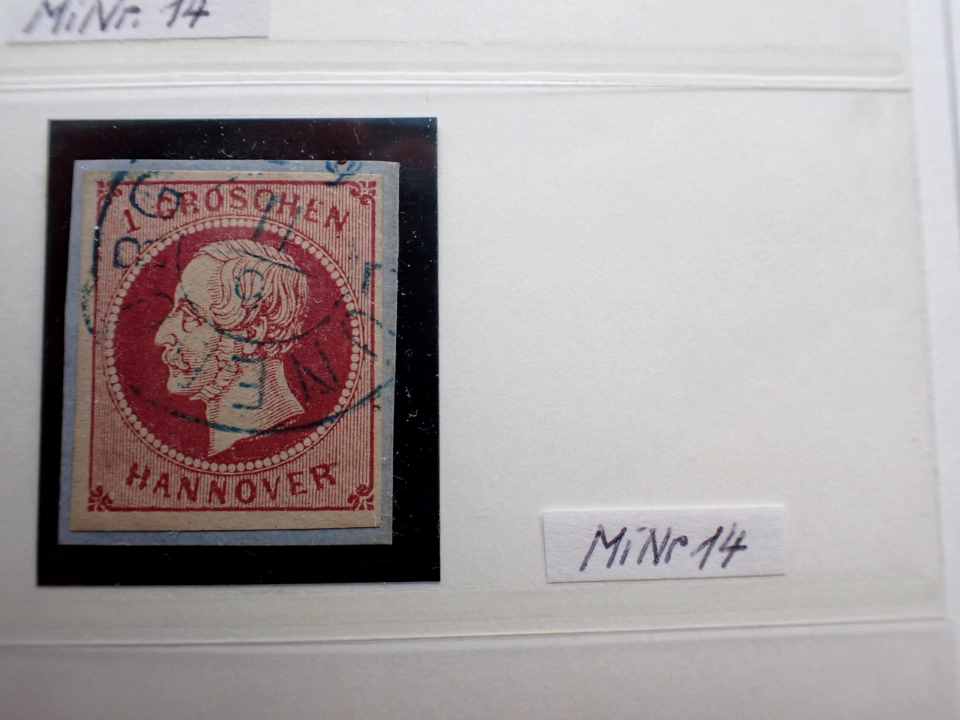 MiNr. 14
1 GROSCHEN
HANNOVER
MiNr 14